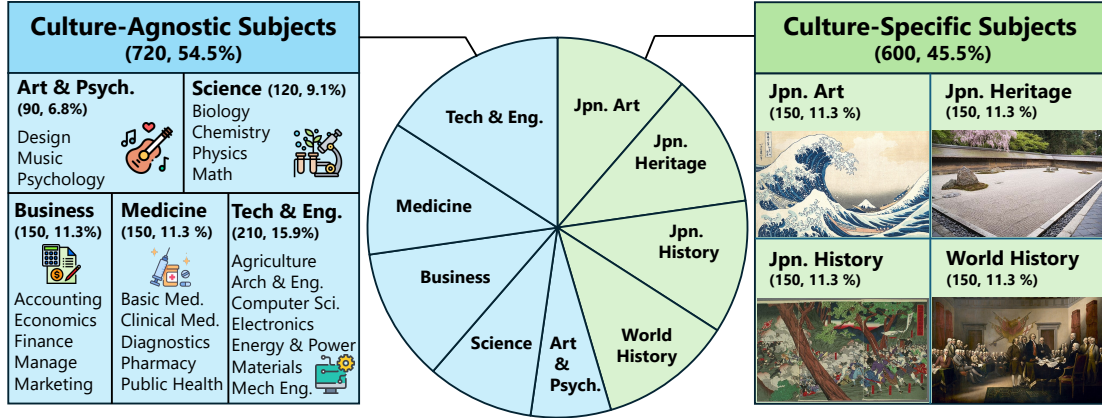 Culture-Agnostic Subjects
(720, 54.5%)
Art & Psych.
(90, 6.8%)
Design
Music
Psychology
Science (120, 9.1%)
Biology
Chemistry
Physics
Math
Business
(150, 11.3%)
Accounting
Economics
Finance
Manage
Marketing
Medicine
(150, 11.3 %)
Basic Med.
Clinical Med.
Diagnostics
Pharmacy
Public Health
Tech & Eng.
(210, 15.9%)
Agriculture
Arch & Eng.
Computer Sci.
Electronics
Energy & Power
Materials
Mech Eng.
Tech & Eng.
Medicine
Business
Science
Art
&
Psych.
Jpn. Art
Jpn.
Heritage
Jpn.
History
World
History
Culture-Specific Subjects
(600, 45.5%)
Jpn. Art
(150, 11.3 %)
Jpn. Heritage
(150, 11.3 %)
Jpn. History
(150, 11.3 %)
World History
(150, 11.3 %)